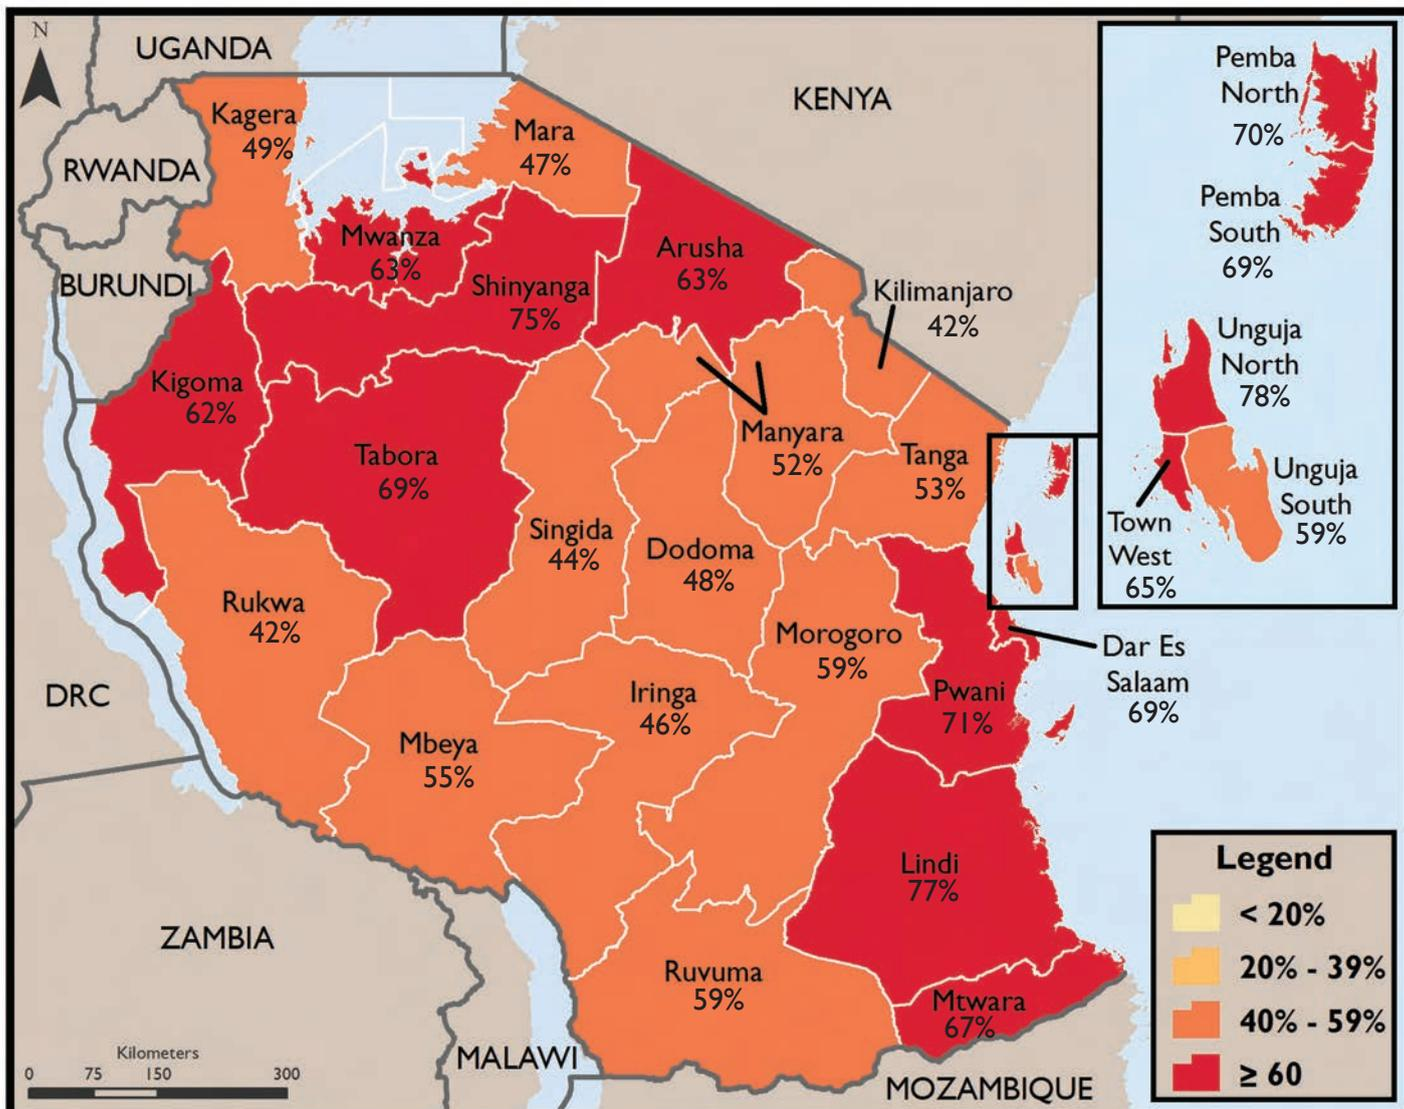 N
UGANDA
KENYA
RWANDA
BURUNDI
DRC
ZAMBIA
MALAWI
MOZAMBIQUE
Kagera
49%
Mara
47%
Mwanza
63%
Shinyanga
75%
Arusha
63%
Kilimanjaro
42%
Kigoma
62%
Tabora
69%
Manyara
52%
Tanga
53%
Singida
44%
Dodoma
48%
Rukwa
42%
Morogoro
59%
Iringa
46%
Pwani
71%
Dar Es
Salaam
69%
Mbeya
55%
Lindi
77%
Ruvuma
59%
Mtwara
67%
Pemba
North
70%
Pemba
South
69%
Unguja
North
78%
Unguja
South
59%
Town
West
65%
Legend
< 20%
20% - 39%
40% - 59%
≥ 60
Kilometers
0 75 150 300